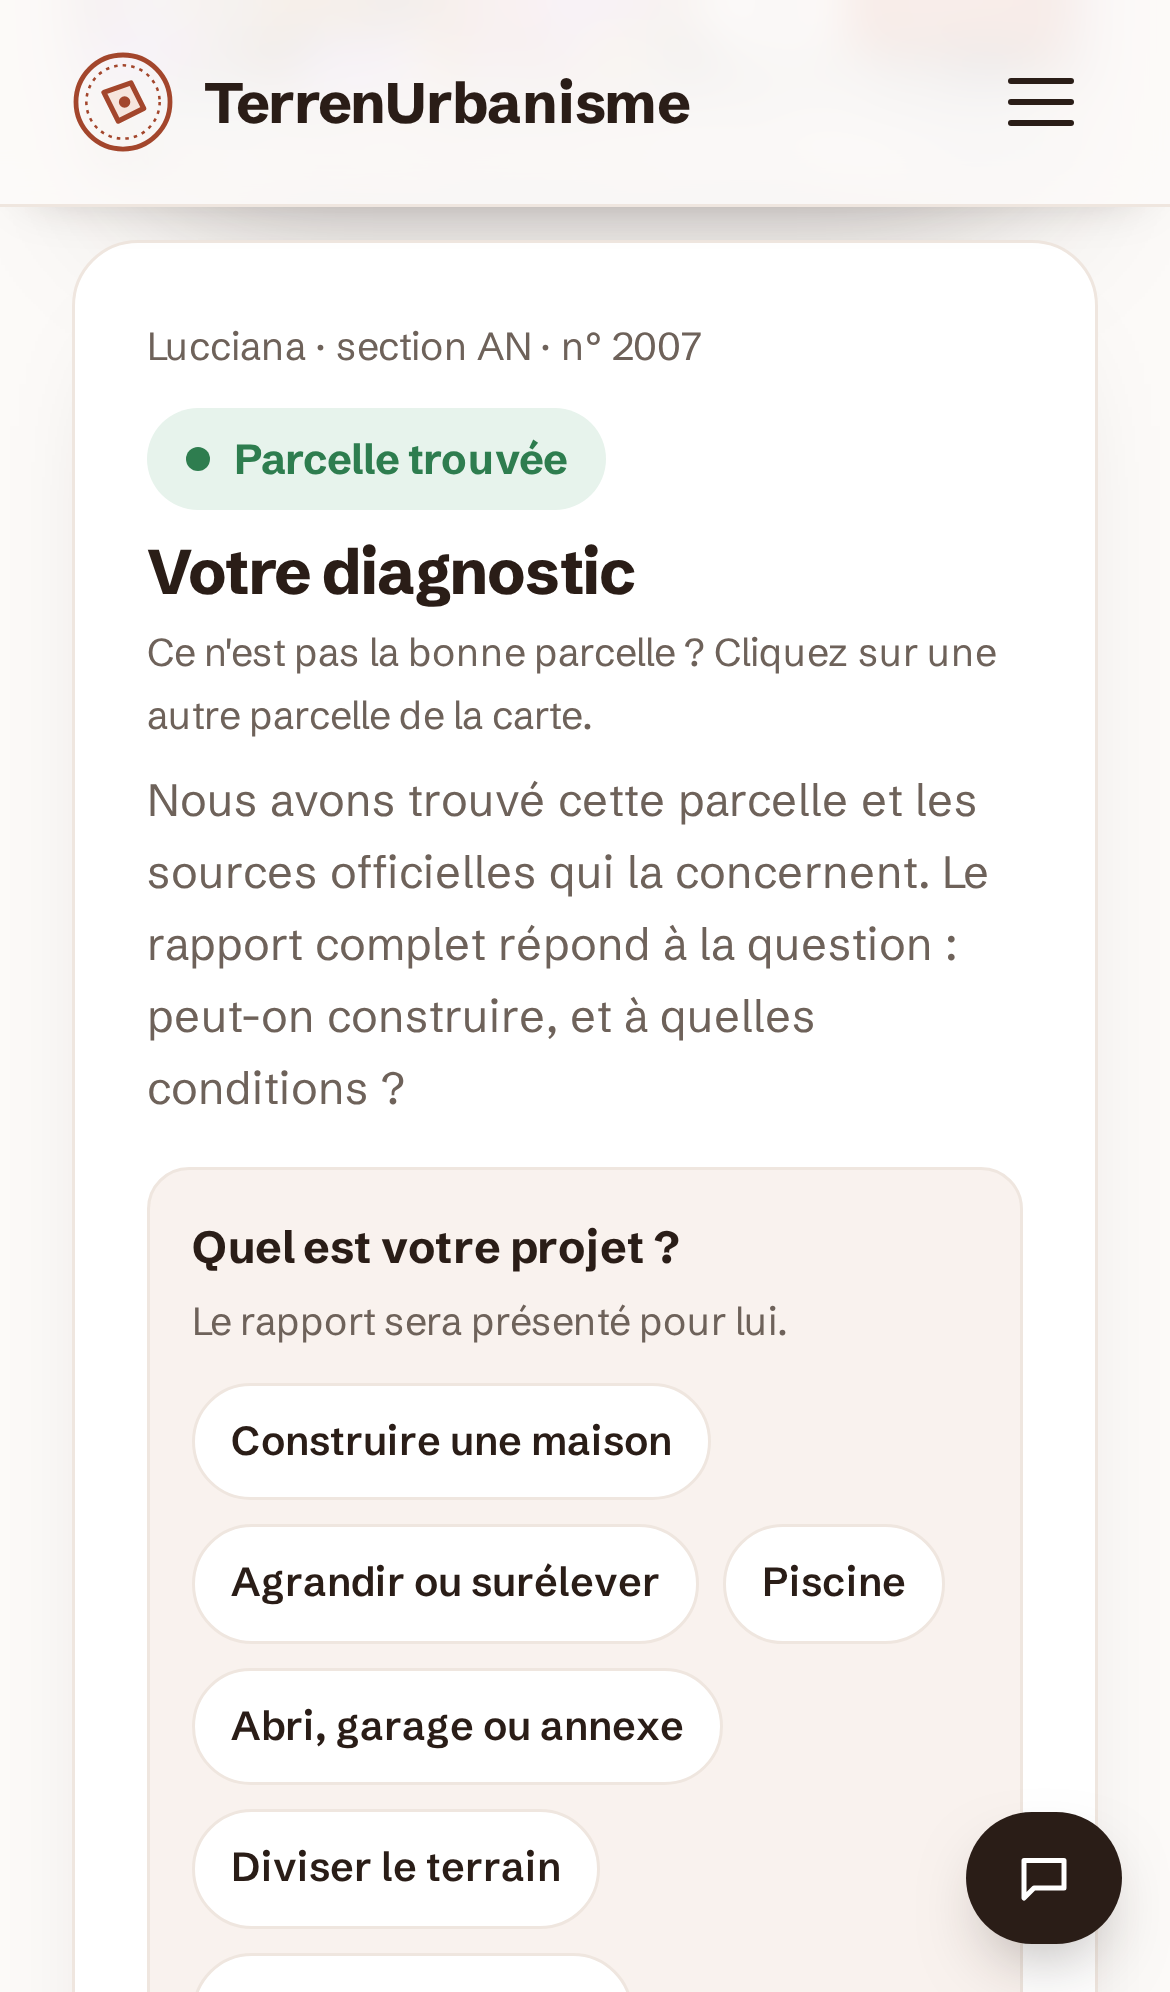 TerrenUrbanisme
Lucciana · section AN · n° 2007
Parcelle trouvée
Votre diagnostic
Ce n'est pas la bonne parcelle ? Cliquez sur une
autre parcelle de la carte.
Nous avons trouvé cette parcelle et les
sources officielles qui la concernent. Le
rapport complet répond à la question :
peut-on construire, et à quelles
conditions ?
Quel est votre projet ?
Le rapport sera présenté pour lui.
Construire une maison
Agrandir ou surélever
Piscine
Abri, garage ou annexe
Diviser le terrain